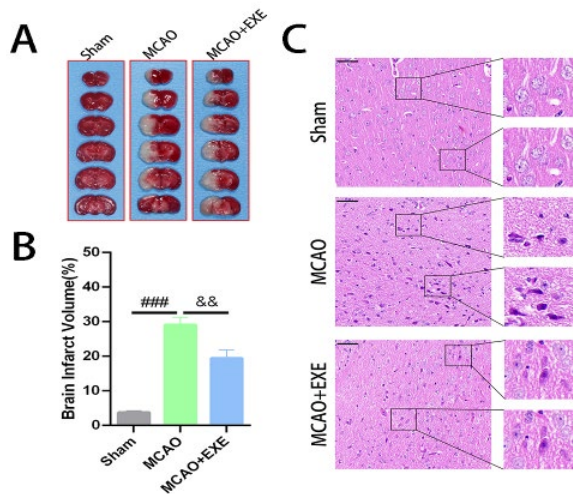 A
Sham
MCAO
MCAO+EXE
B
Brain Infarct Volume(%)
50
40
30
20
10
0
###
&&
Sham
MCAO
MCAO+EXE
C
Sham
MCAO
MCAO+EXE